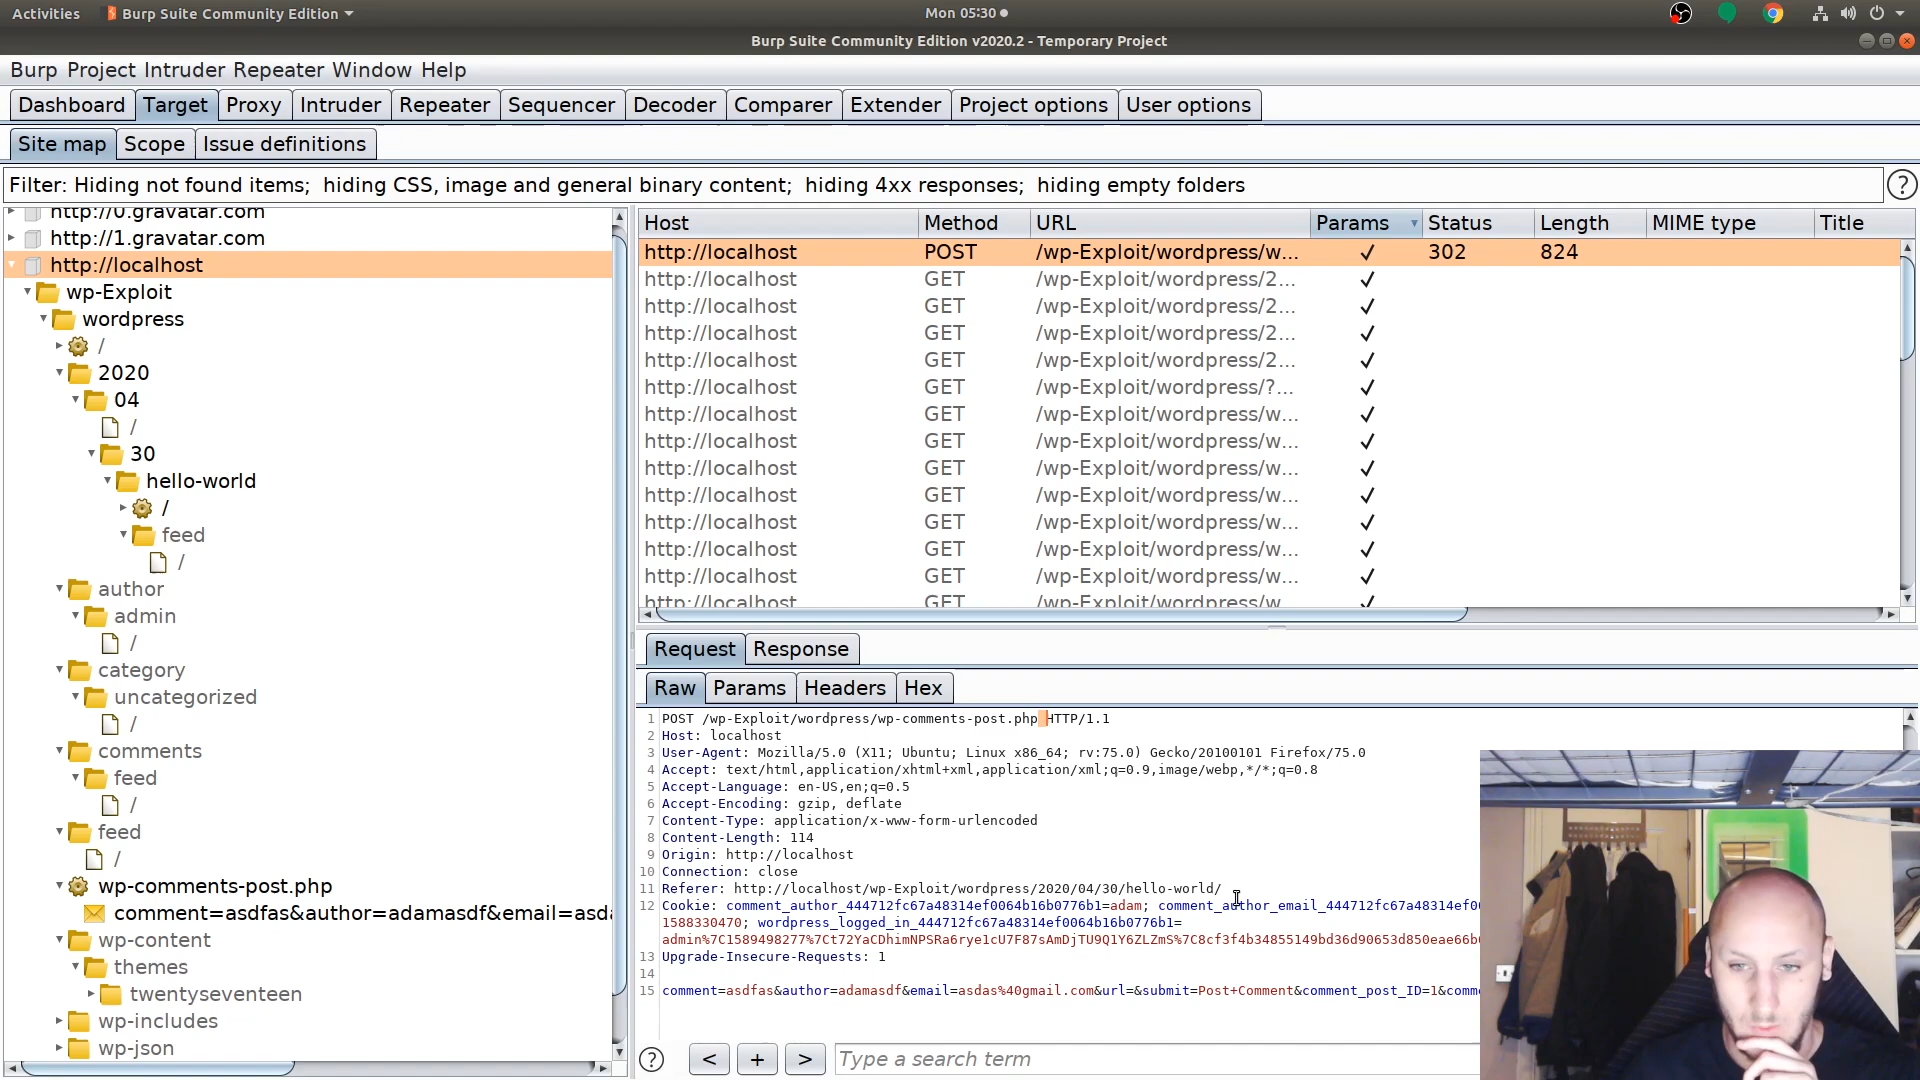 Activities Burp Suite Community Edition Mon 05:30
Burp Suite Community Edition v2020.2 - Temporary Project
Burp Project Intruder Repeater Window Help
Dashboard Target Proxy Intruder Repeater Sequencer Decoder Comparer Extender Project options User options
Site map Scope Issue definitions
Filter: Hiding not found items; hiding CSS, image and general binary content; hiding 4xx responses; hiding empty folders ?
http://0.gravatar.com
http://1.gravatar.com
http://localhost
wp-Exploit
wordpress
/
2020
04
/
30
hello-world
/
feed
/
author
admin
/
category
uncategorized
/
comments
feed
/
feed
/
wp-comments-post.php
comment=asdfas&author=adamasdf&email=asda
wp-content
themes
twentyseventeen
wp-includes
wp-json
Host Method URL Params Status Length MIME type Title
http://localhost POST /wp-Exploit/wordpress/w... ✓ 302 824
http://localhost GET /wp-Exploit/wordpress/2... ✓
http://localhost GET /wp-Exploit/wordpress/2... ✓
http://localhost GET /wp-Exploit/wordpress/2... ✓
http://localhost GET /wp-Exploit/wordpress/2... ✓
http://localhost GET /wp-Exploit/wordpress/?... ✓
http://localhost GET /wp-Exploit/wordpress/w... ✓
http://localhost GET /wp-Exploit/wordpress/w... ✓
http://localhost GET /wp-Exploit/wordpress/w... ✓
http://localhost GET /wp-Exploit/wordpress/w... ✓
http://localhost GET /wp-Exploit/wordpress/w... ✓
http://localhost GET /wp-Exploit/wordpress/w... ✓
http://localhost GET /wp-Exploit/wordpress/w... ✓
http://localhost GET /wp-Exploit/wordpress/w ✓
Request Response
Raw Params Headers Hex
1 POST /wp-Exploit/wordpress/wp-comments-post.php HTTP/1.1
2 Host: localhost
3 User-Agent: Mozilla/5.0 (X11; Ubuntu; Linux x86_64; rv:75.0) Gecko/20100101 Firefox/75.0
4 Accept: text/html,application/xhtml+xml,application/xml;q=0.9,image/webp,*/*;q=0.8
5 Accept-Language: en-US,en;q=0.5
6 Accept-Encoding: gzip, deflate
7 Content-Type: application/x-www-form-urlencoded
8 Content-Length: 114
9 Origin: http://localhost
10 Connection: close
11 Referer: http://localhost/wp-Exploit/wordpress/2020/04/30/hello-world/
12 Cookie: comment_author_444712fc67a48314ef0064b16b0776b1=adam; comment_author_email_444712fc67a48314ef00
1588330470; wordpress_logged_in_444712fc67a48314ef0064b16b0776b1=
admin%7C1589498277%7Ct72YaCDhimNPSRa6rye1cU7F87sAmDjTU9Q1Y6ZLZmS%7C8cf3f4b34855149bd36d90653d850eae66b
13 Upgrade-Insecure-Requests: 1
14
15 comment=asdfas&author=adamasdf&email=asdas%40gmail.com&url=&submit=Post+Comment&comment_post_ID=1&comm
? < + > Type a search term